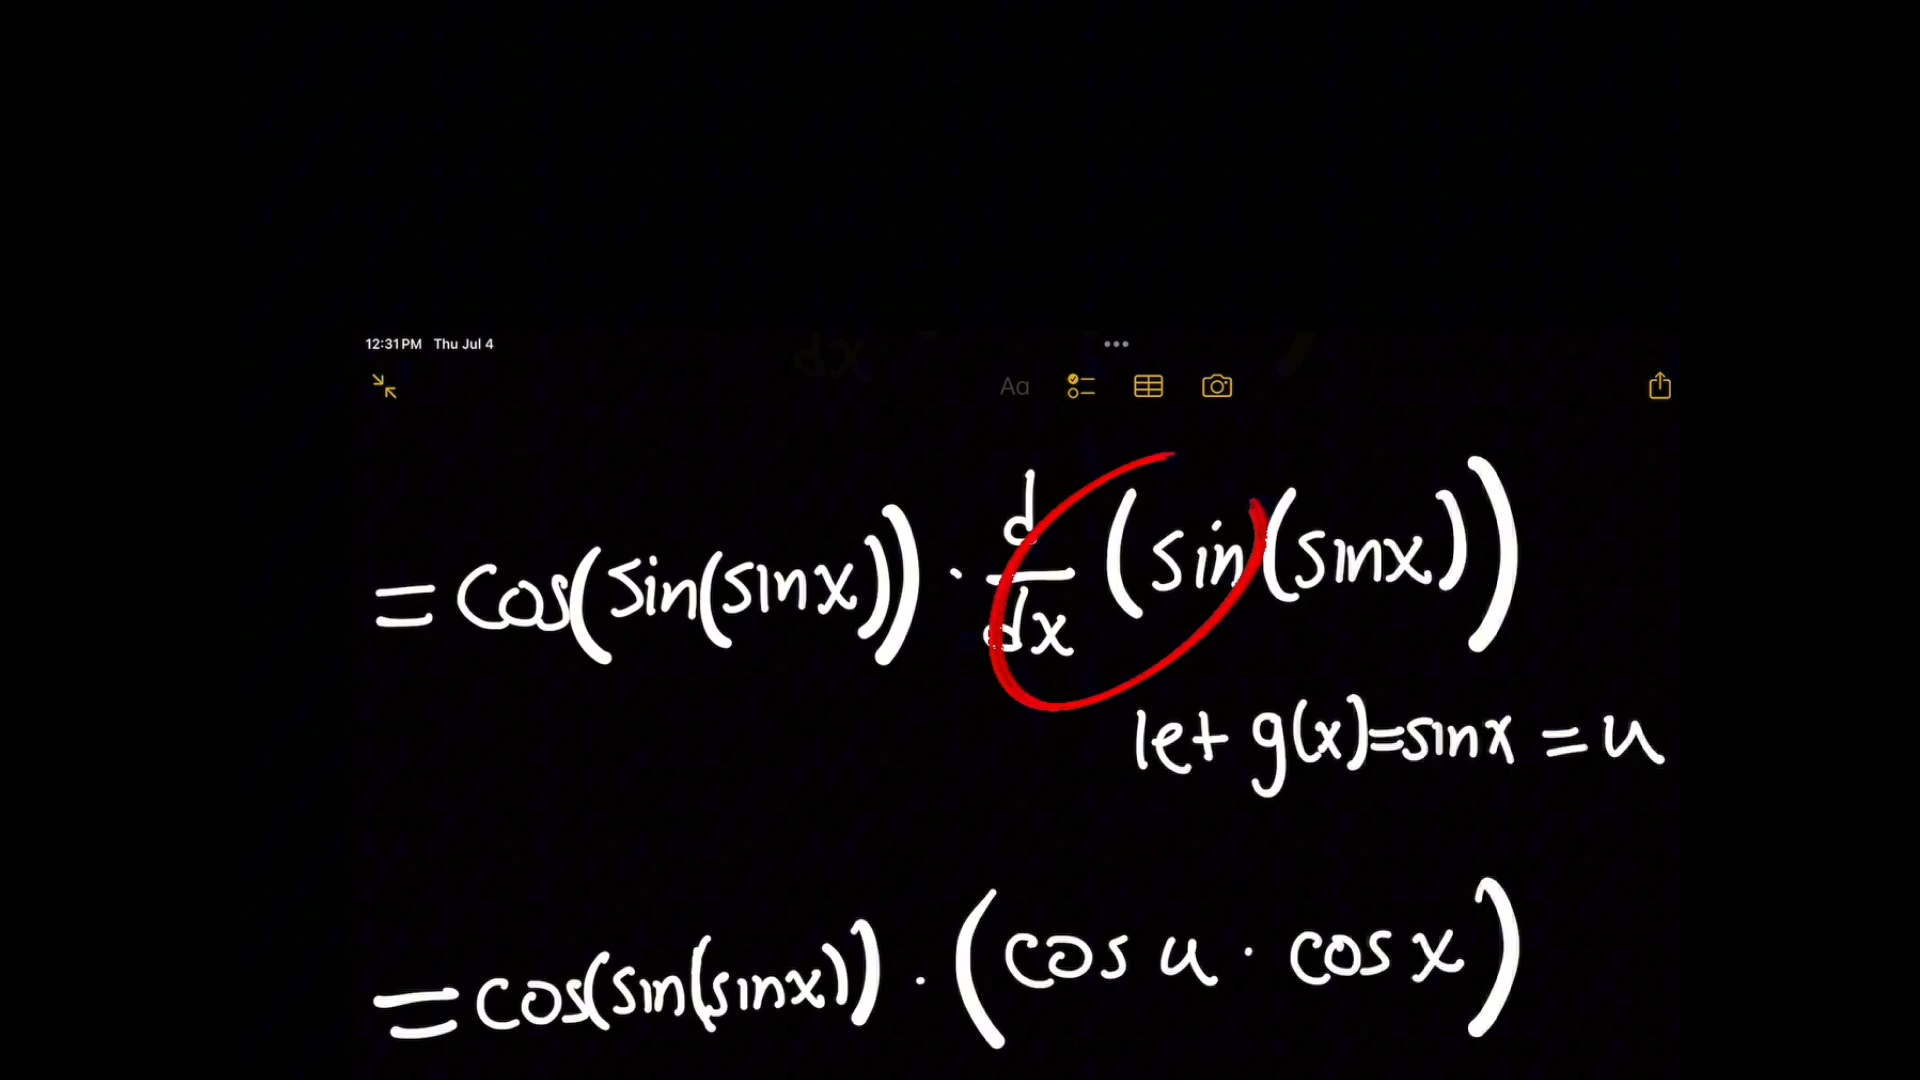 12:31 PM Thu Jul 4
Aa
= Cos(sin(sinx)) · d/dx (sin(sinx))
let g(x)=sinx = u
= cos(sin(sinx)) · (cos u · cos x)